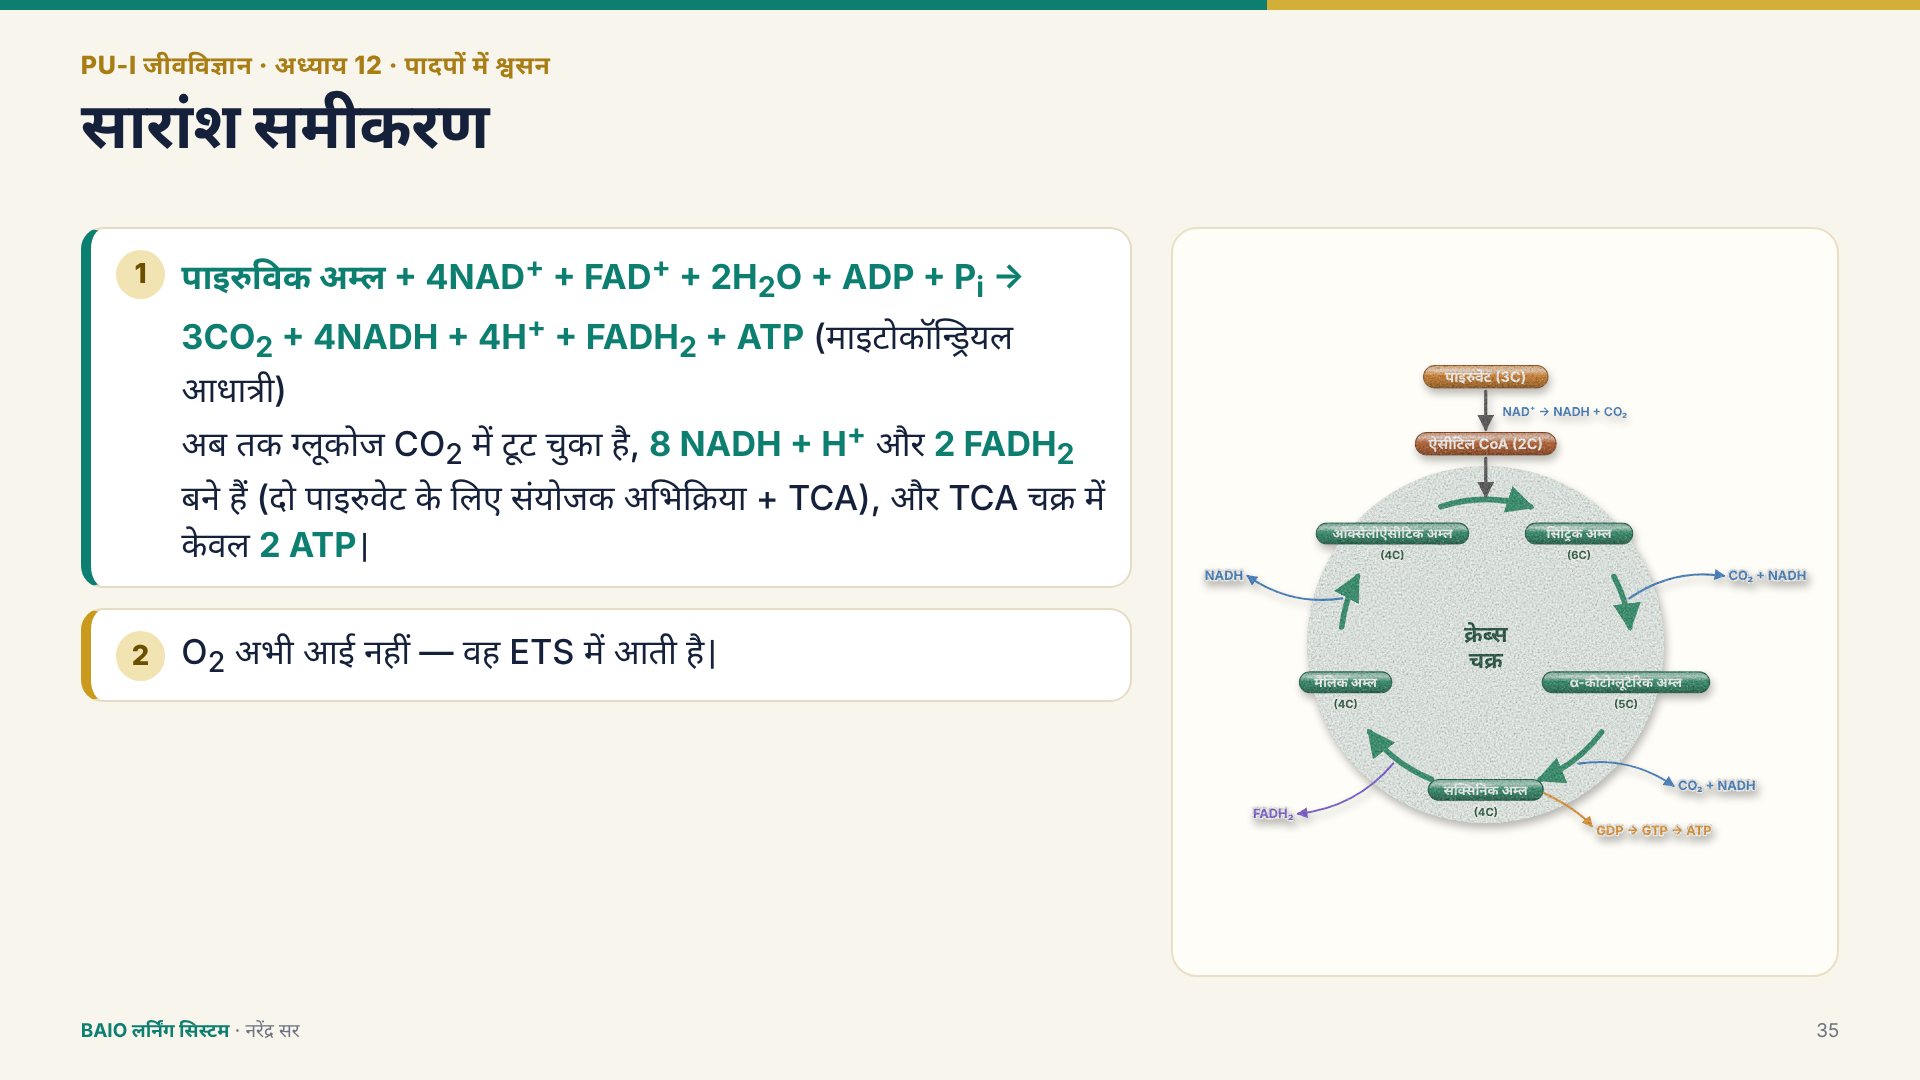 PU-I जीवविज्ञान · अध्याय 12 · पादपों में श्वसन
सारांश समीकरण
1
पाइरुविक अम्ल + 4NAD⁺ + FAD⁺ + 2H₂O + ADP + Pᵢ →
3CO₂ + 4NADH + 4H⁺ + FADH₂ + ATP (माइटोकॉन्ड्रियल
आधात्री)
अब तक ग्लूकोज CO₂ में टूट चुका है, 8 NADH + H⁺ और 2 FADH₂
बने हैं (दो पाइरुवेट के लिए संयोजक अभिक्रिया + TCA), और TCA चक्र में
केवल 2 ATP|
2
O₂ अभी आई नहीं — वह ETS में आती है|
पाइरुवेट (3C)
NAD⁺ → NADH + CO₂
ऐसीटिल CoA (2C)
ऑक्सेलोऐसीटिक अम्ल
(4C)
सिट्रिक अम्ल
(6C)
NADH
CO₂ + NADH
क्रेब्स
चक्र
मैलिक अम्ल
(4C)
α-कीटोग्लूटैरिक अम्ल
(5C)
सक्सिनिक अम्ल
(4C)
CO₂ + NADH
FADH₂
GDP → GTP → ATP
BAIO लर्निंग सिस्टम · नरेंद्र सर
35